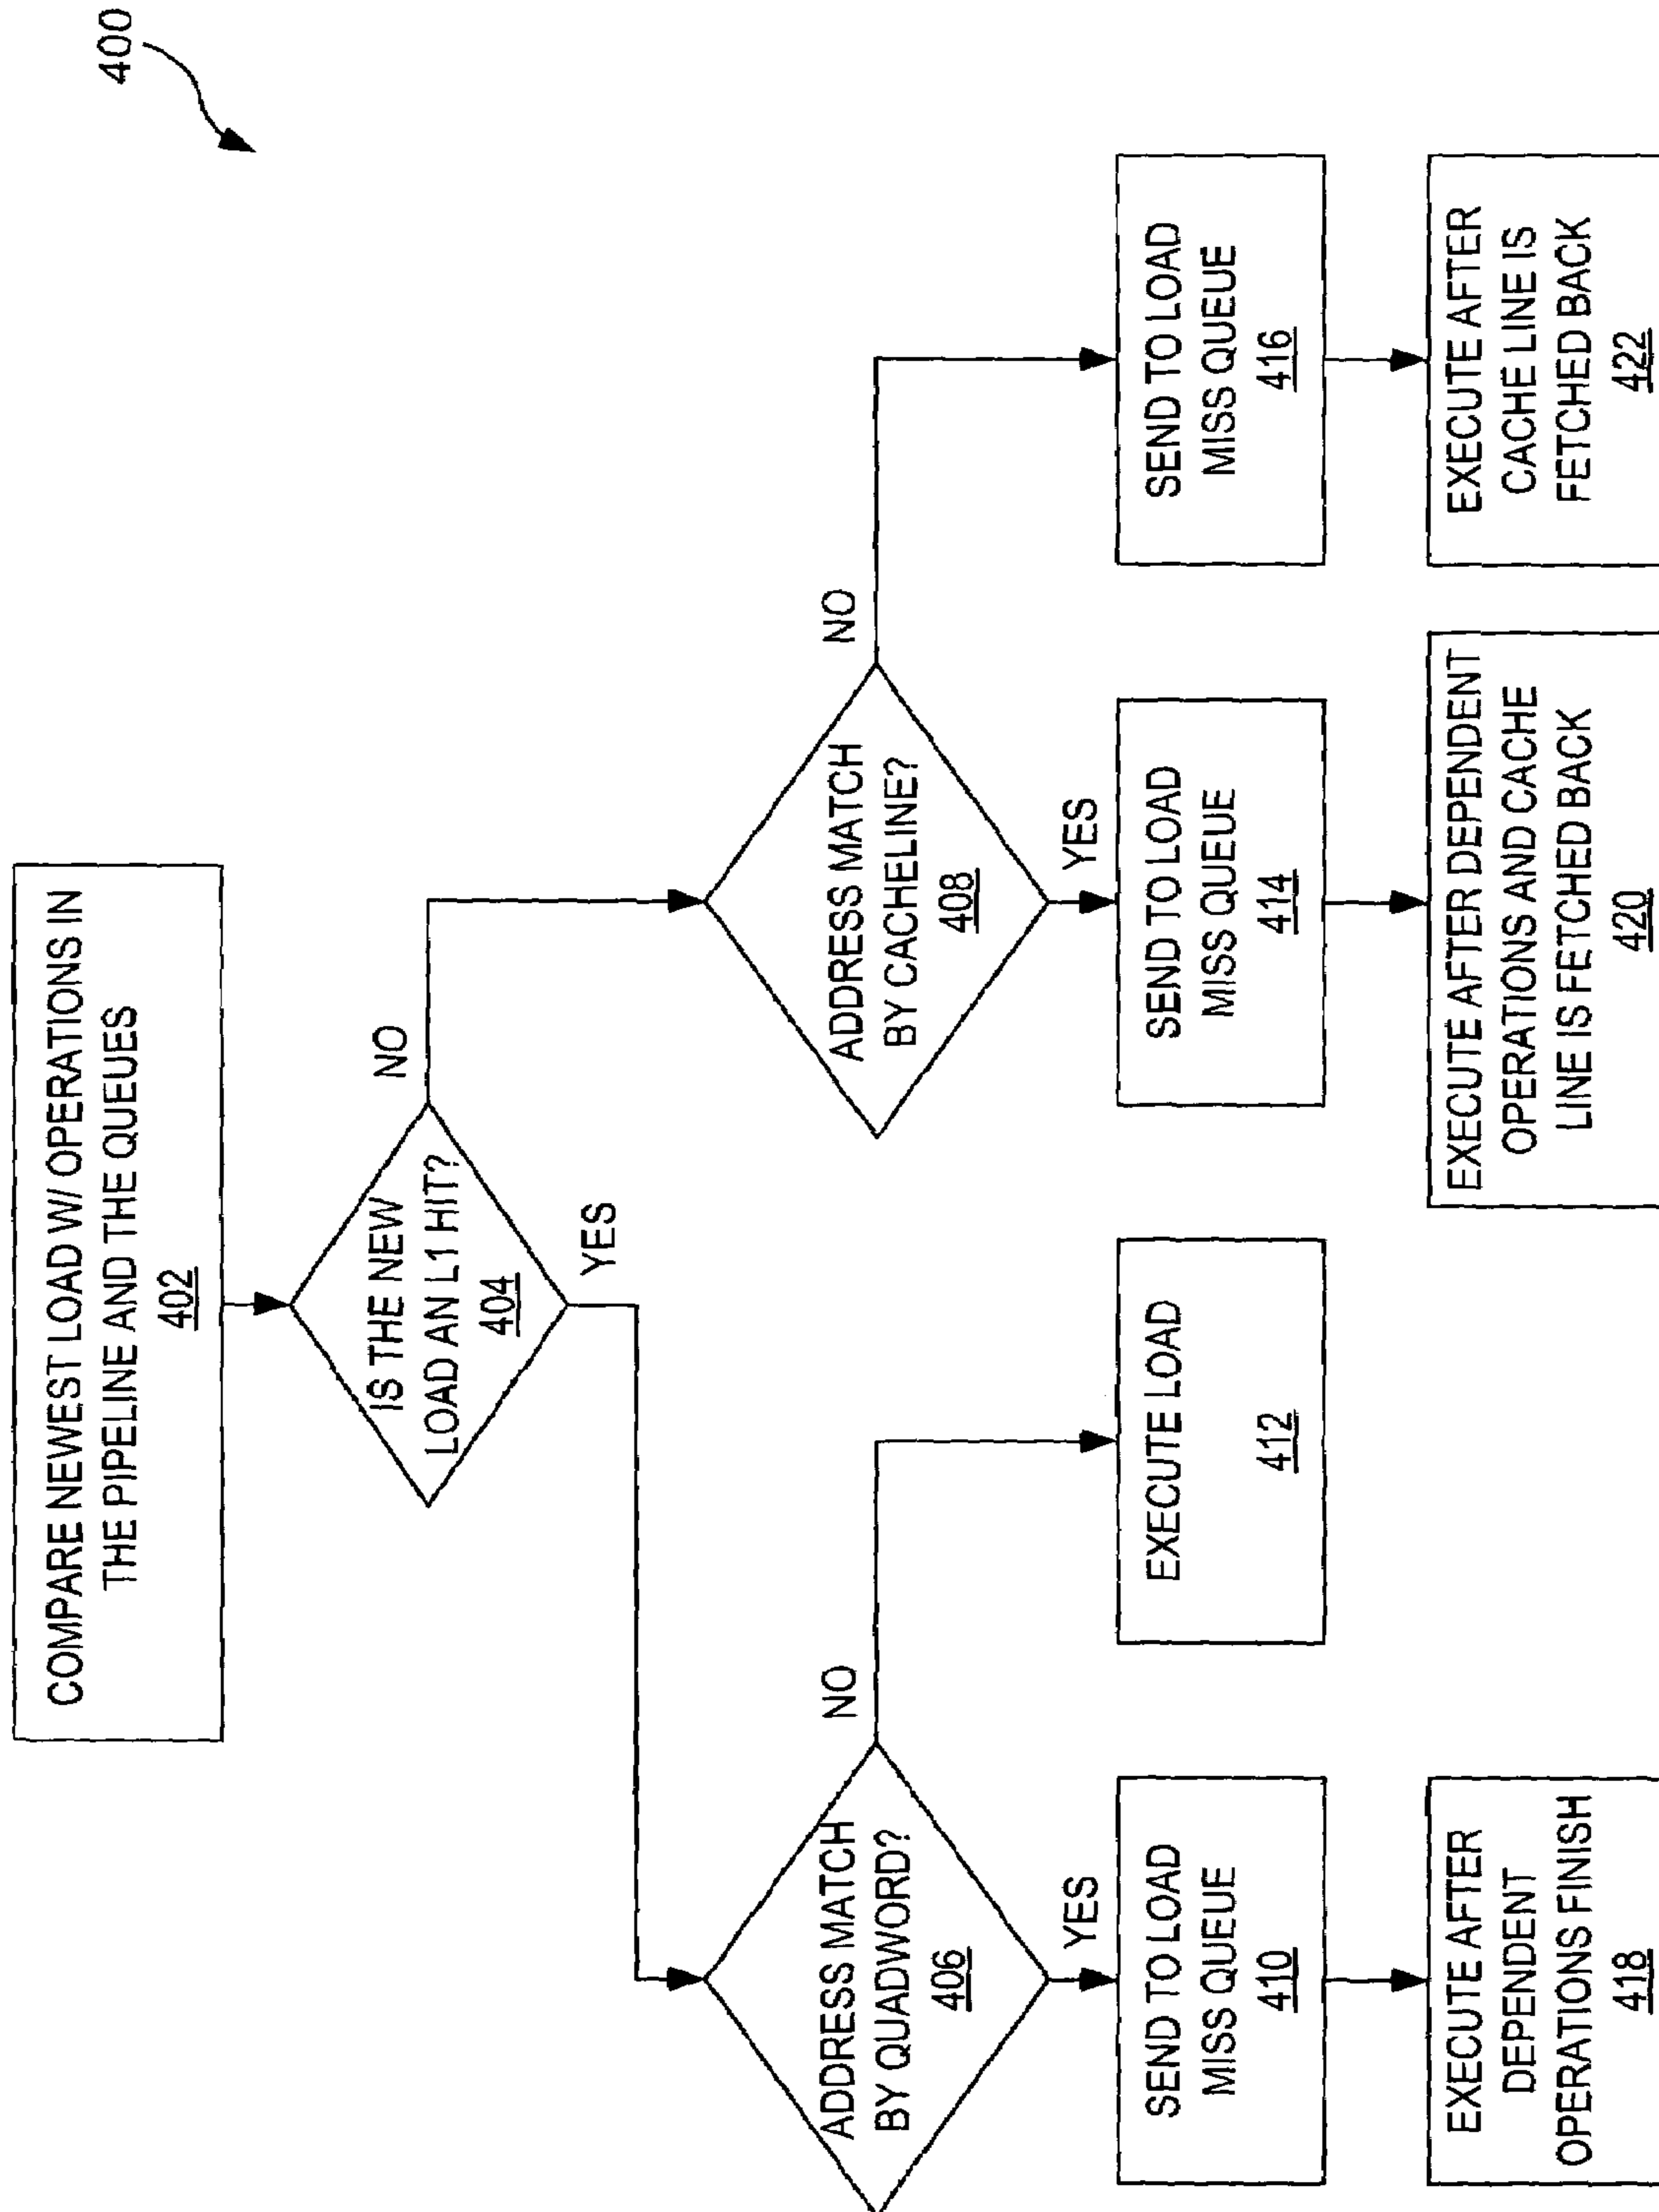 400
COMPARE NEWEST LOAD W/ OPERATIONS IN
THE PIPELINE AND THE QUEUES
402
IS THE NEW
LOAD AN L1 HIT?
404
NO
YES
ADDRESS MATCH
BY QUADWORD?
406
NO
YES
ADDRESS MATCH
BY CACHELINE?
408
NO
YES
SEND TO LOAD
MISS QUEUE
410
EXECUTE LOAD
412
SEND TO LOAD
MISS QUEUE
414
SEND TO LOAD
MISS QUEUE
416
EXECUTE AFTER
DEPENDENT
OPERATIONS FINISH
418
EXECUTE AFTER DEPENDENT
OPERATIONS AND CACHE
LINE IS FETCHED BACK
420
EXECUTE AFTER
CACHE LINE IS
FETCHED BACK
422